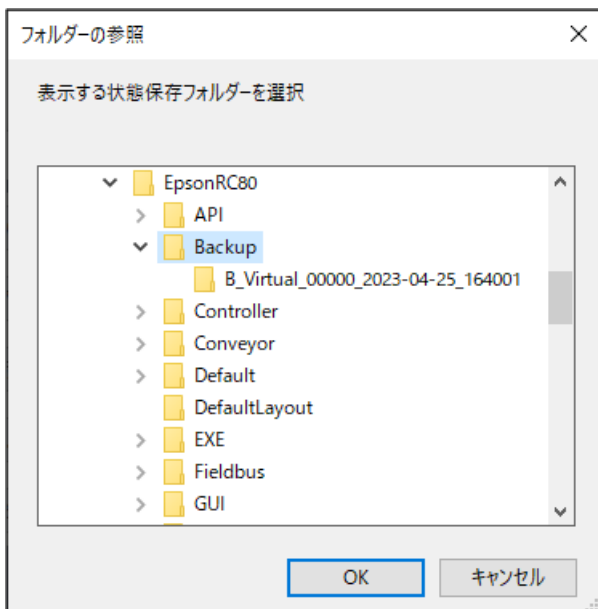 フォルダーの参照
表示する状態保存フォルダーを選択
EpsonRC80
API
Backup
B_Virtual_00000_2023-04-25_164001
Controller
Conveyor
Default
DefaultLayout
EXE
Fieldbus
GUI
OK キャンセル